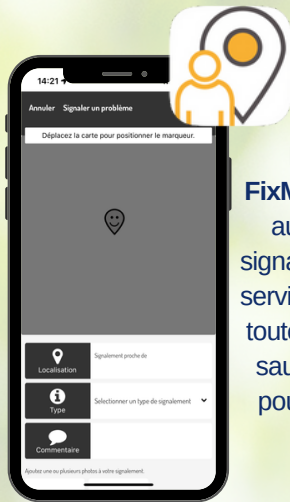 14:21
Annuler Signaler un problème
Déplacez la carte pour positionner le marqueur.
Localisation
Signalement proche de
Type
Selectionner un type de signalement
Commentaire
Ajoutez une ou plusieurs photos à votre signalement.
FixM
au
signa
servi
toute
sau
pou